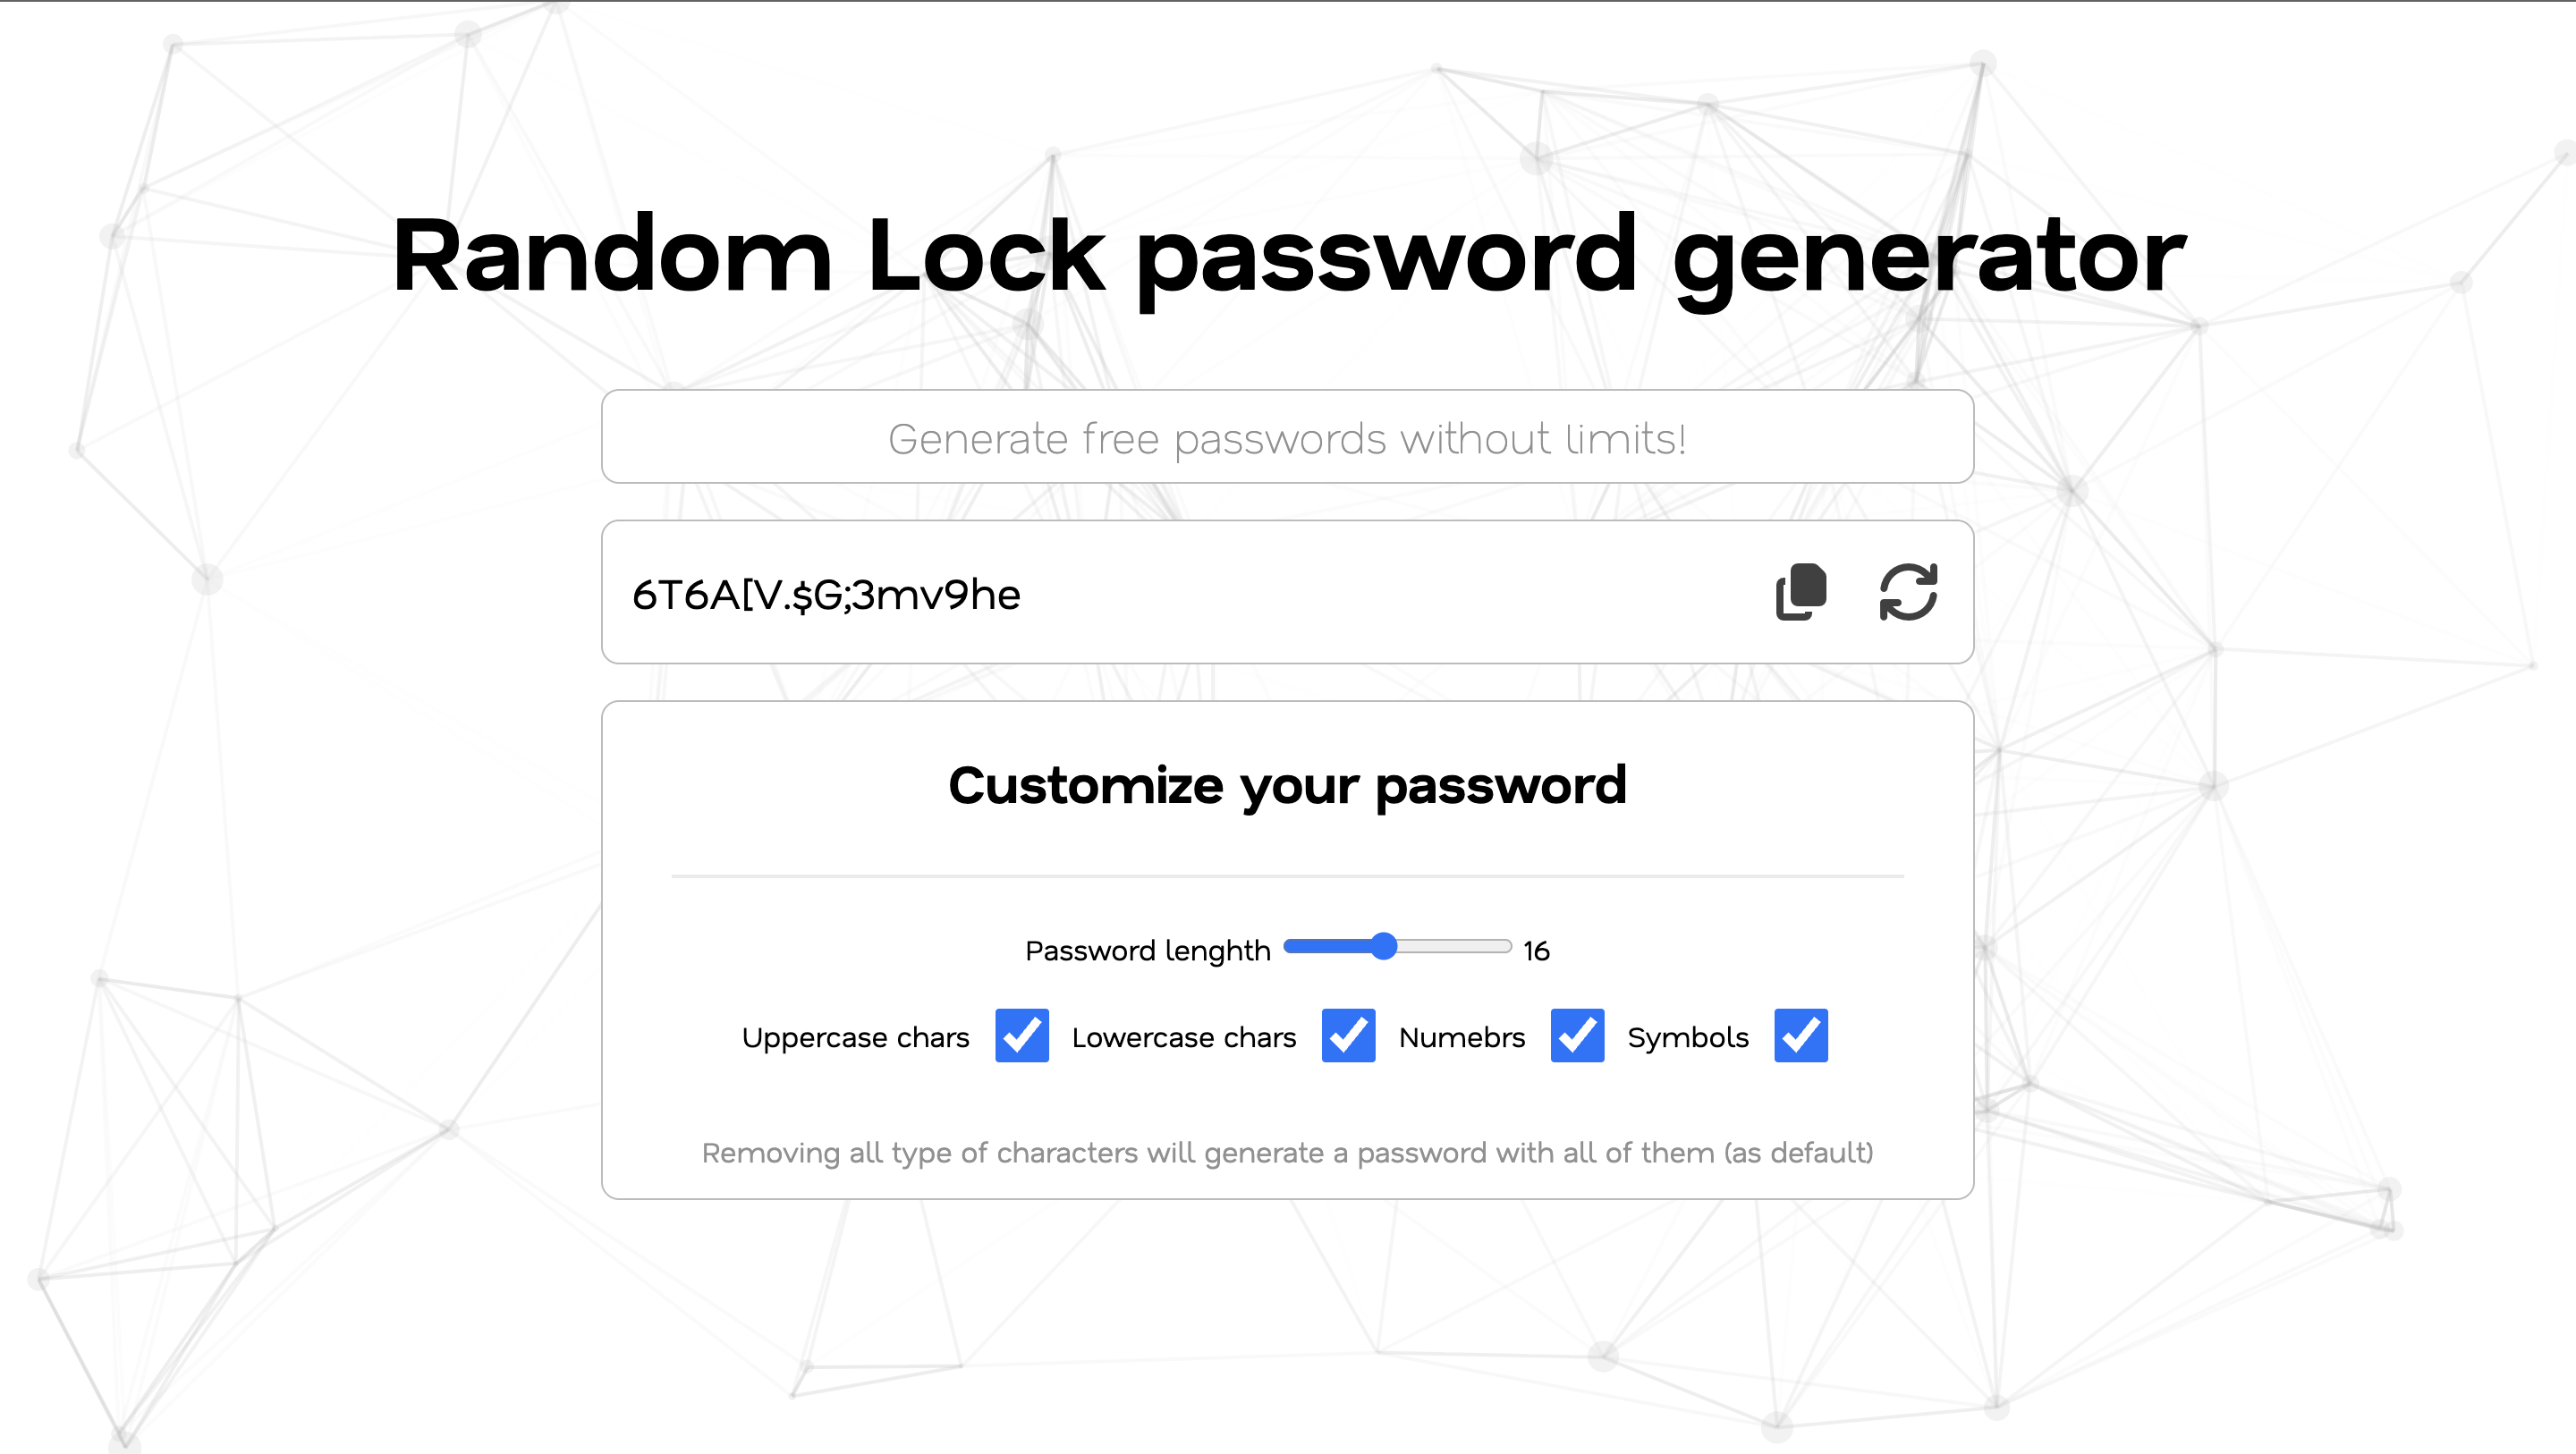 Random Lock password generator
Generate free passwords without limits!
6T6A[V.$G;3mv9he
Customize your password
Password lenghth 16
Uppercase chars Lowercase chars Numebrs Symbols
Removing all type of characters will generate a password with all of them (as default)